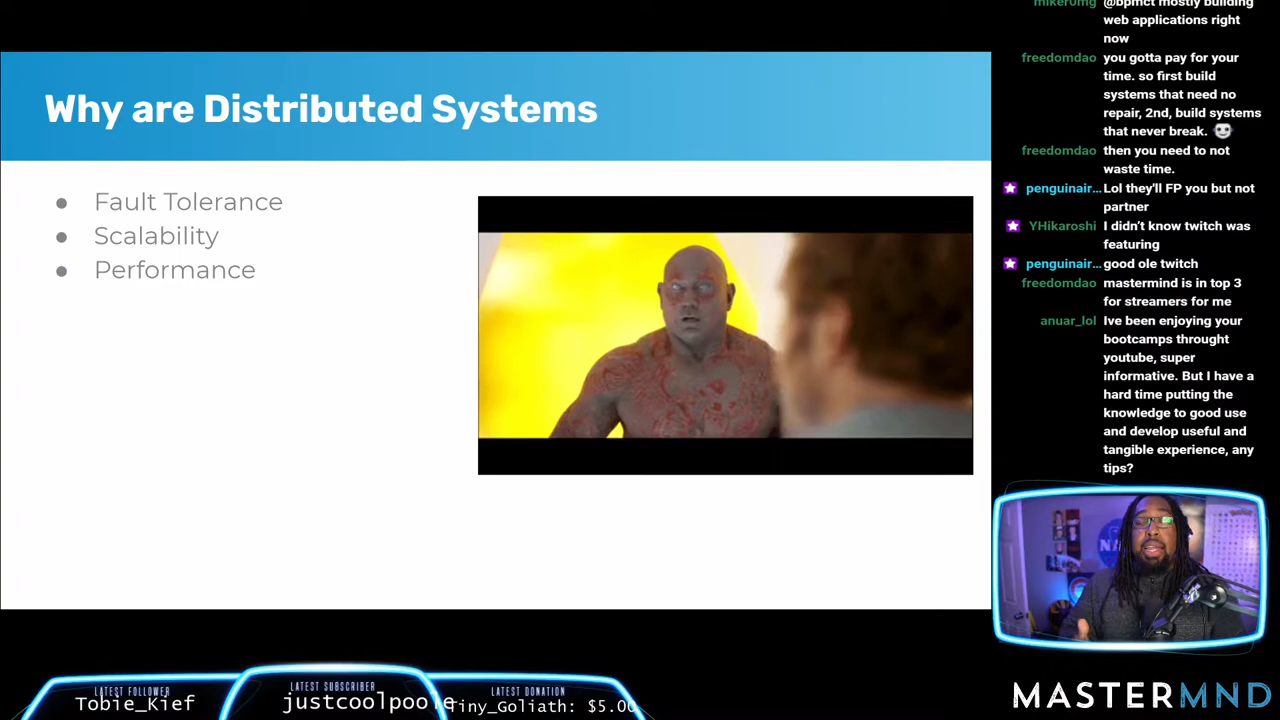 Why are Distributed Systems
● Fault Tolerance
● Scalability
● Performance
mikerumg @bpmct mostly building
web applications right
now
freedomdao you gotta pay for your
time. so first build
systems that need no
repair, 2nd, build systems
that never break.
freedomdao then you need to not
waste time.
penguinair... Lol they'll FP you but not
partner
YHikaroshi I didn't know twitch was
featuring
penguinair... good ole twitch
freedomdao mastermind is in top 3
for streamers for me
anuar_lol Ive been enjoying your
bootcamps throught
youtube, super
informative. But I have a
hard time putting the
knowledge to good use
and develop useful and
tangible experience, any
tips?
LATEST FOLLOWER
Tobie_Kief
LATEST SUBSCRIBER
justcoolpoole
LATEST DONATION
Tiny_Goliath: $5.00
MASTERMND